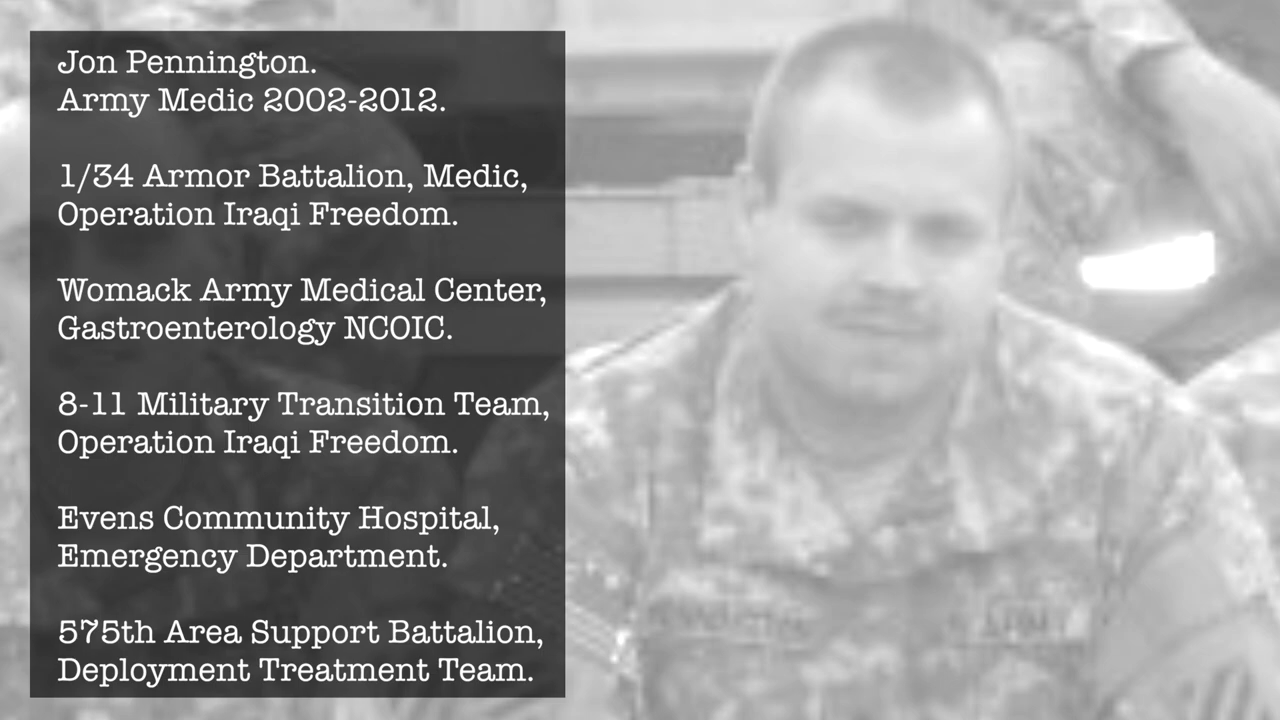 Jon Pennington.
Army Medic 2002-2012.
1/34 Armor Battalion, Medic,
Operation Iraqi Freedom.
Womack Army Medical Center,
Gastroenterology NCOIC.
8-11 Military Transition Team,
Operation Iraqi Freedom.
Evens Community Hospital,
Emergency Department.
575th Area Support Battalion,
Deployment Treatment Team.